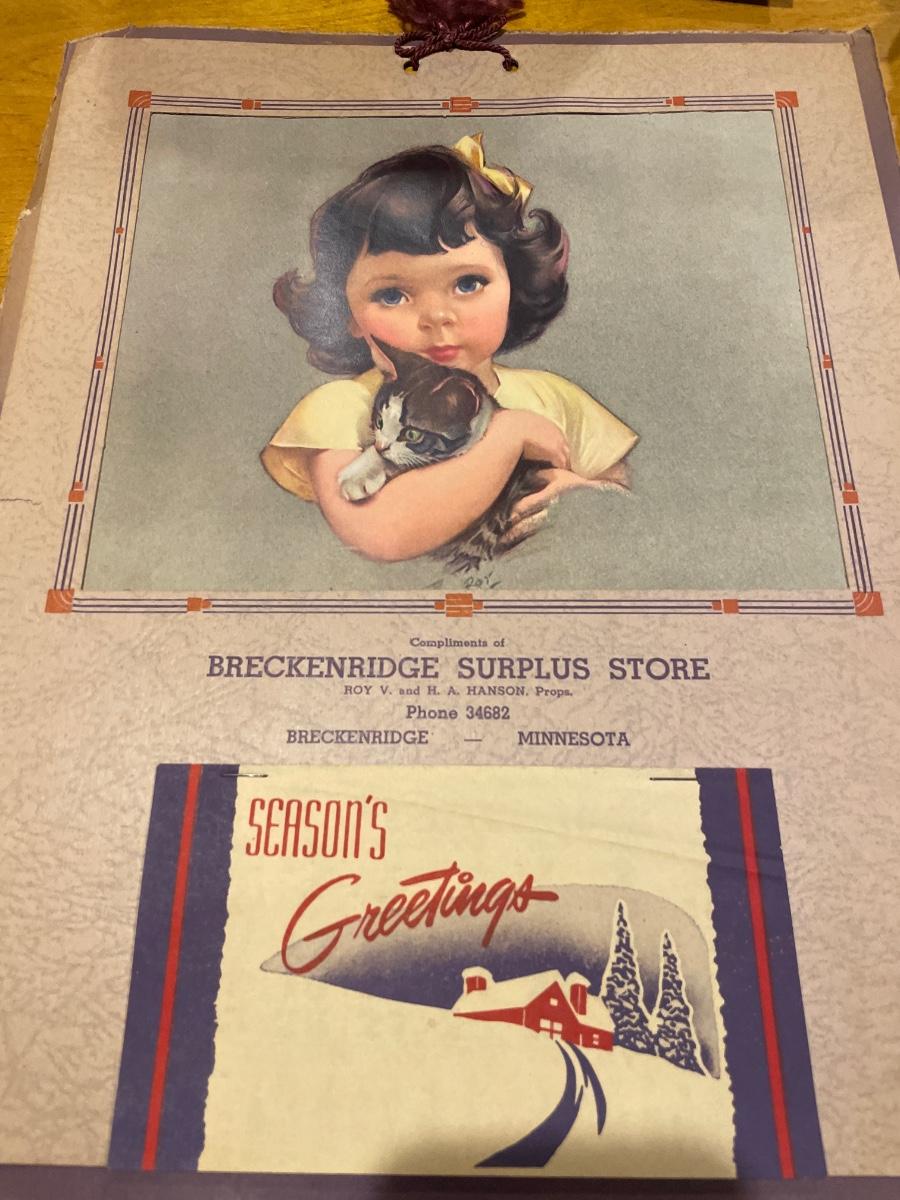 Compliments of
BRECKENRIDGE SURPLUS STORE
ROY V. and H. A. HANSON, Props.
Phone 34682
BRECKENRIDGE — MINNESOTA
SEASON'S
Greetings